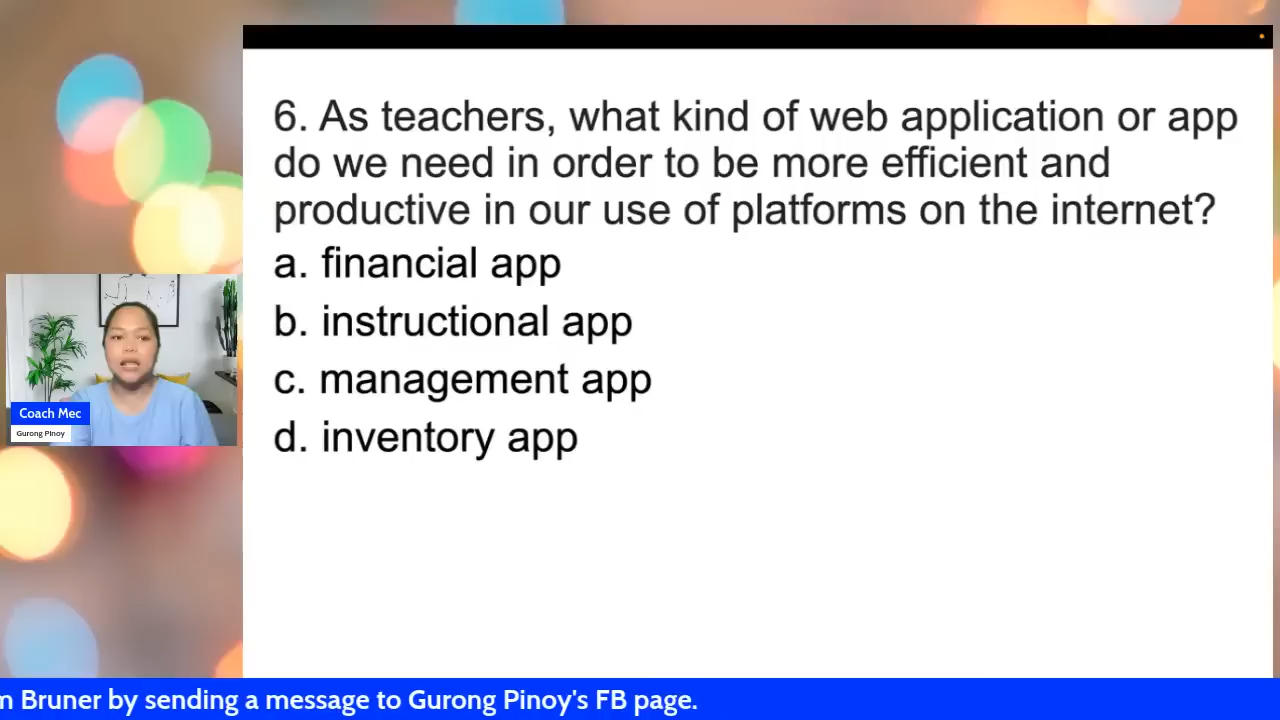 6. As teachers, what kind of web application or app
do we need in order to be more efficient and
productive in our use of platforms on the internet?
a. financial app
b. instructional app
c. management app
d. inventory app
Coach Mec
Gurong Pinoy
Bruner by sending a message to Gurong Pinoy's FB page.